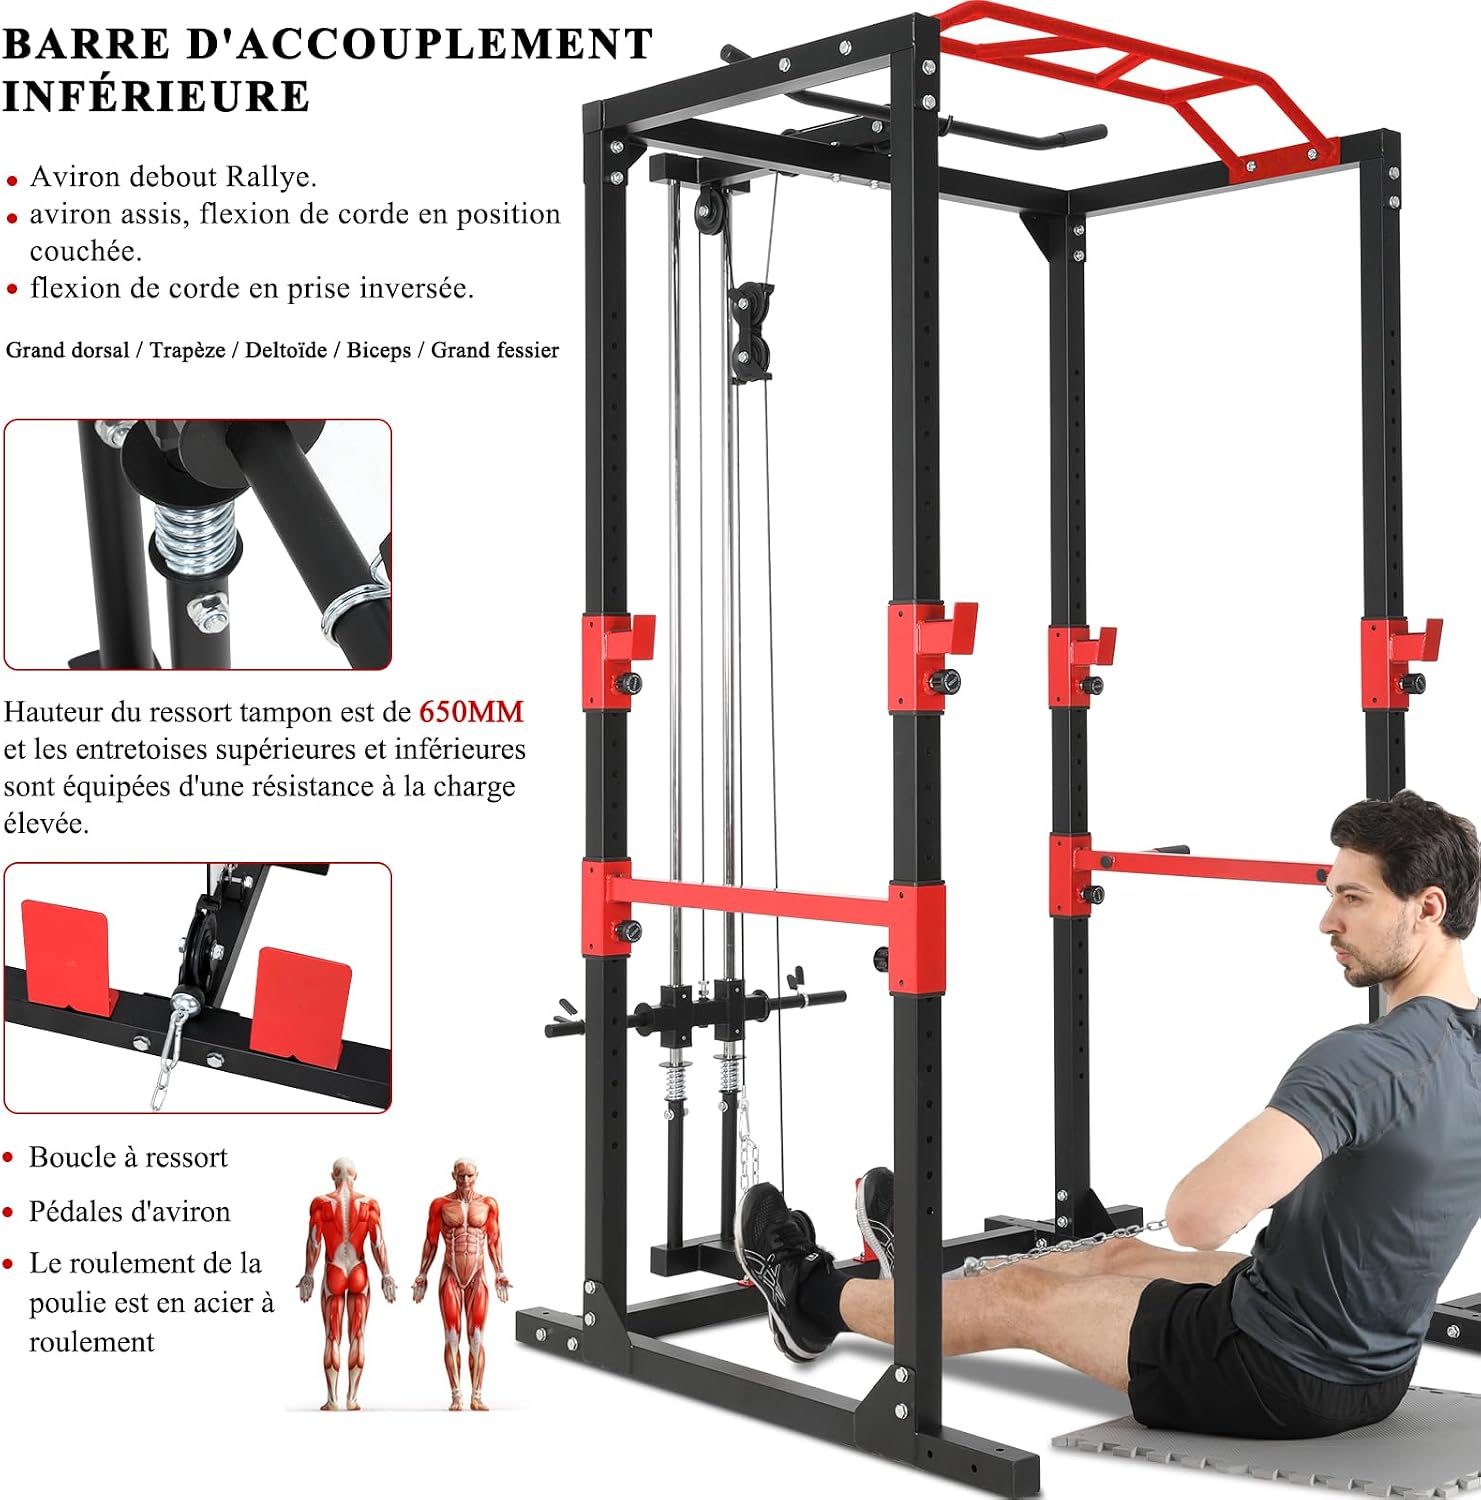 BARRE D'ACCOUPLEMENT
INFÉRIEURE
Aviron debout Rallye.
aviron assis, flexion de corde en position
couchée.
flexion de corde en prise inversée.
Grand dorsal / Trapèze / Deltoïde / Biceps / Grand fessier
Hauteur du ressort tampon est de 650MM
et les entretoises supérieures et inférieures
sont équipées d'une résistance à la charge
élevée.
Boucle à ressort
Pédales d'aviron
Le roulement de la
poulie est en acier à
roulement